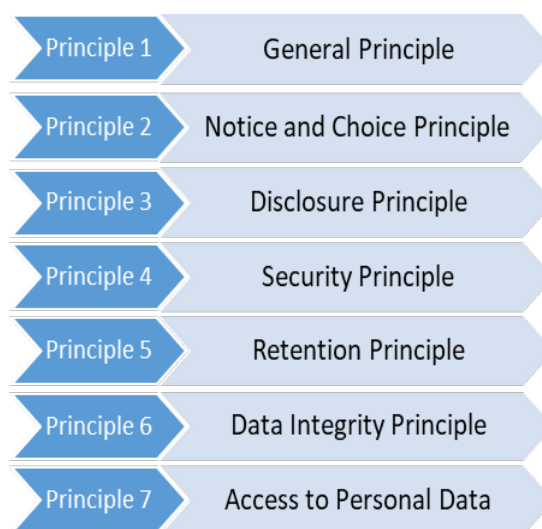 Principle 1 General Principle
Principle 2 Notice and Choice Principle
Principle 3 Disclosure Principle
Principle 4 Security Principle
Principle 5 Retention Principle
Principle 6 Data Integrity Principle
Principle 7 Access to Personal Data